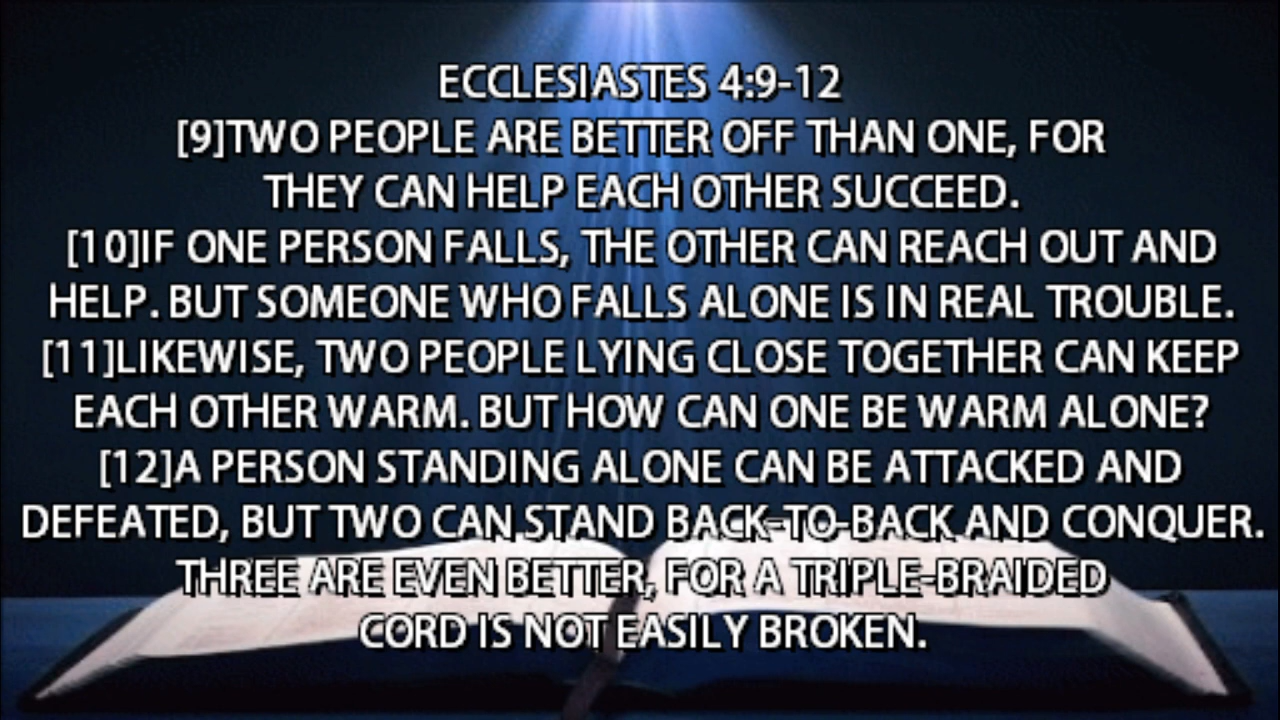 ECCLESIASTES 4:9-12
[9]TWO PEOPLE ARE BETTER OFF THAN ONE, FOR
THEY CAN HELP EACH OTHER SUCCEED.
[10]IF ONE PERSON FALLS, THE OTHER CAN REACH OUT AND
HELP. BUT SOMEONE WHO FALLS ALONE IS IN REAL TROUBLE.
[11]LIKEWISE, TWO PEOPLE LYING CLOSE TOGETHER CAN KEEP
EACH OTHER WARM. BUT HOW CAN ONE BE WARM ALONE?
[12]A PERSON STANDING ALONE CAN BE ATTACKED AND
DEFEATED, BUT TWO CAN STAND BACK-TO-BACK AND CONQUER.
THREE ARE EVEN BETTER, FOR A TRIPLE-BRAIDED
CORD IS NOT EASILY BROKEN.